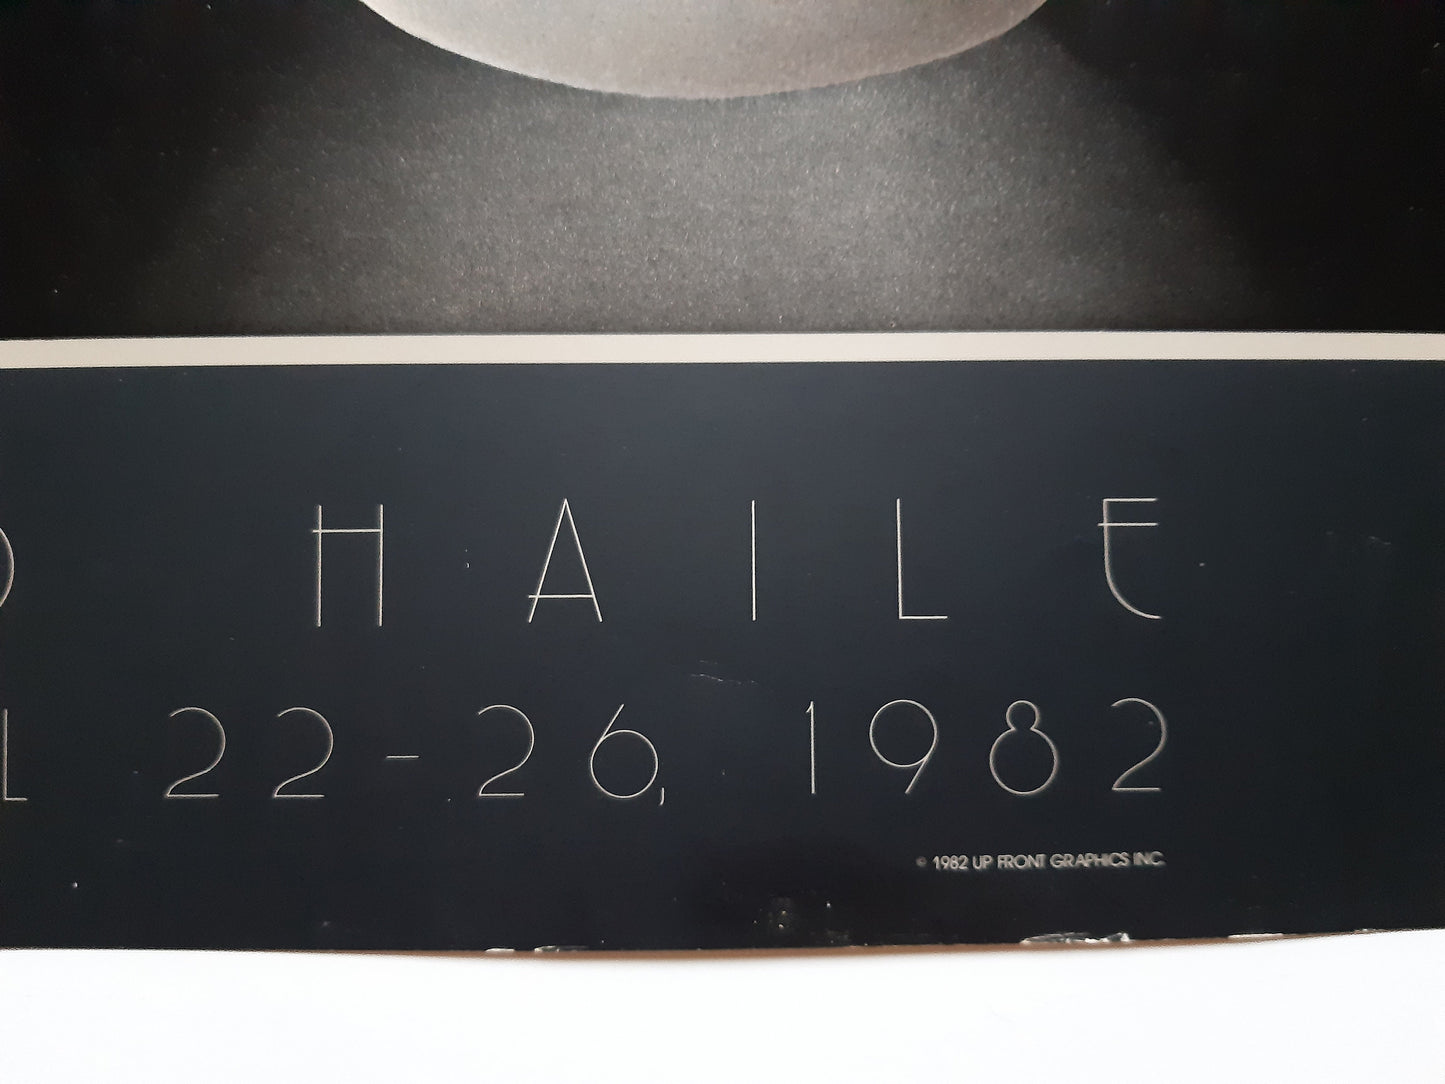 HAILE
22-26, 1982
© 1982 UP FRONT GRAPHICS INC.